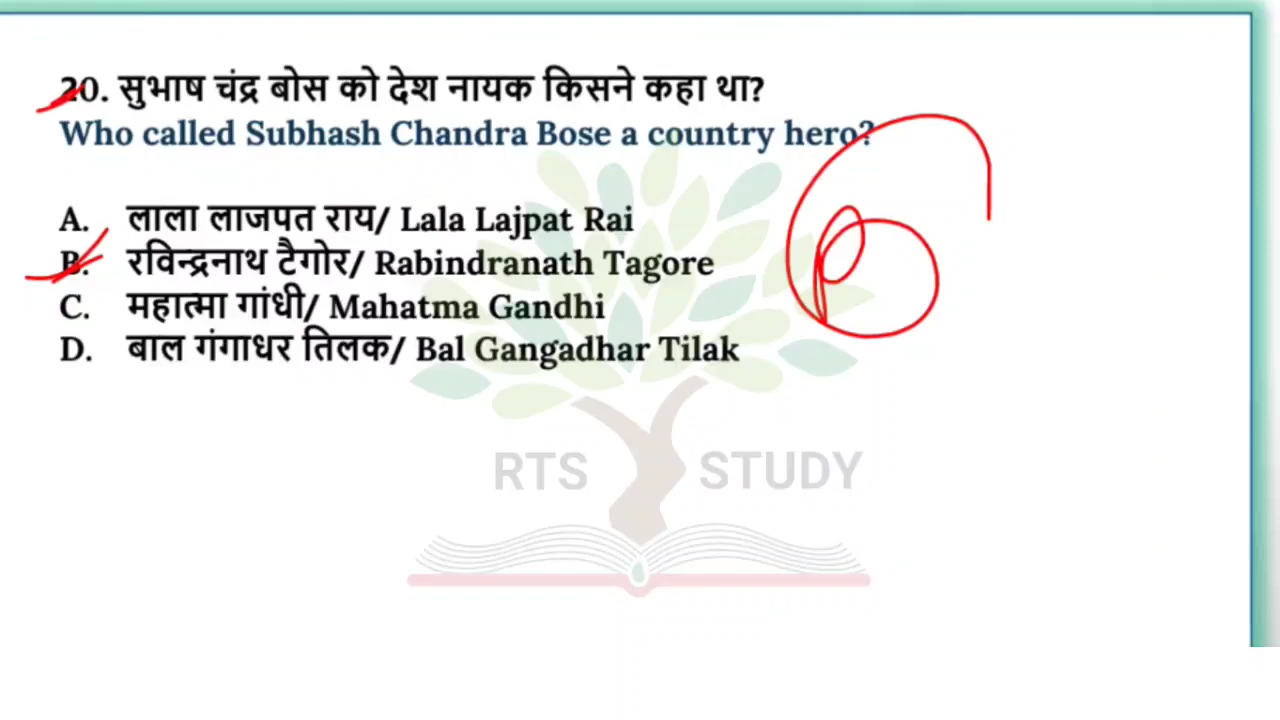 20. सुभाष चंद्र बोस को देश नायक किसने कहा था?
Who called Subhash Chandra Bose a country hero?
A. लाला लाजपत राय/ Lala Lajpat Rai
B. रविन्द्रनाथ टैगोर/ Rabindranath Tagore
C. महात्मा गांधी/ Mahatma Gandhi
D. बाल गंगाधर तिलक/ Bal Gangadhar Tilak
RTS STUDY